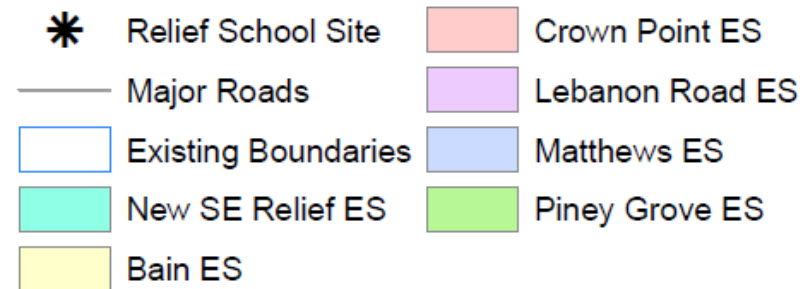 Relief School Site
Major Roads
Existing Boundaries
New SE Relief ES
Bain ES
Crown Point ES
Lebanon Road ES
Matthews ES
Piney Grove ES